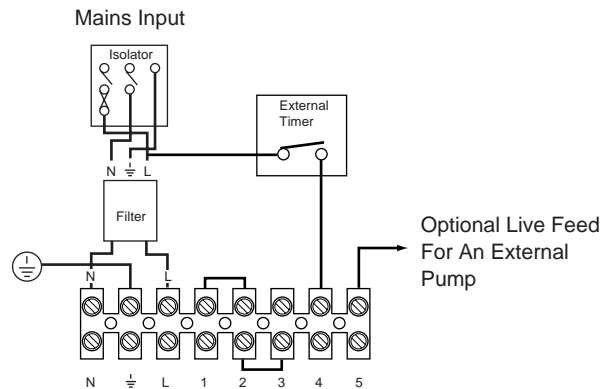 Mains Input
Isolator
External
Timer
N L
Filter
Optional Live Feed
For An External
Pump
N L
N L 1 2 3 4 5